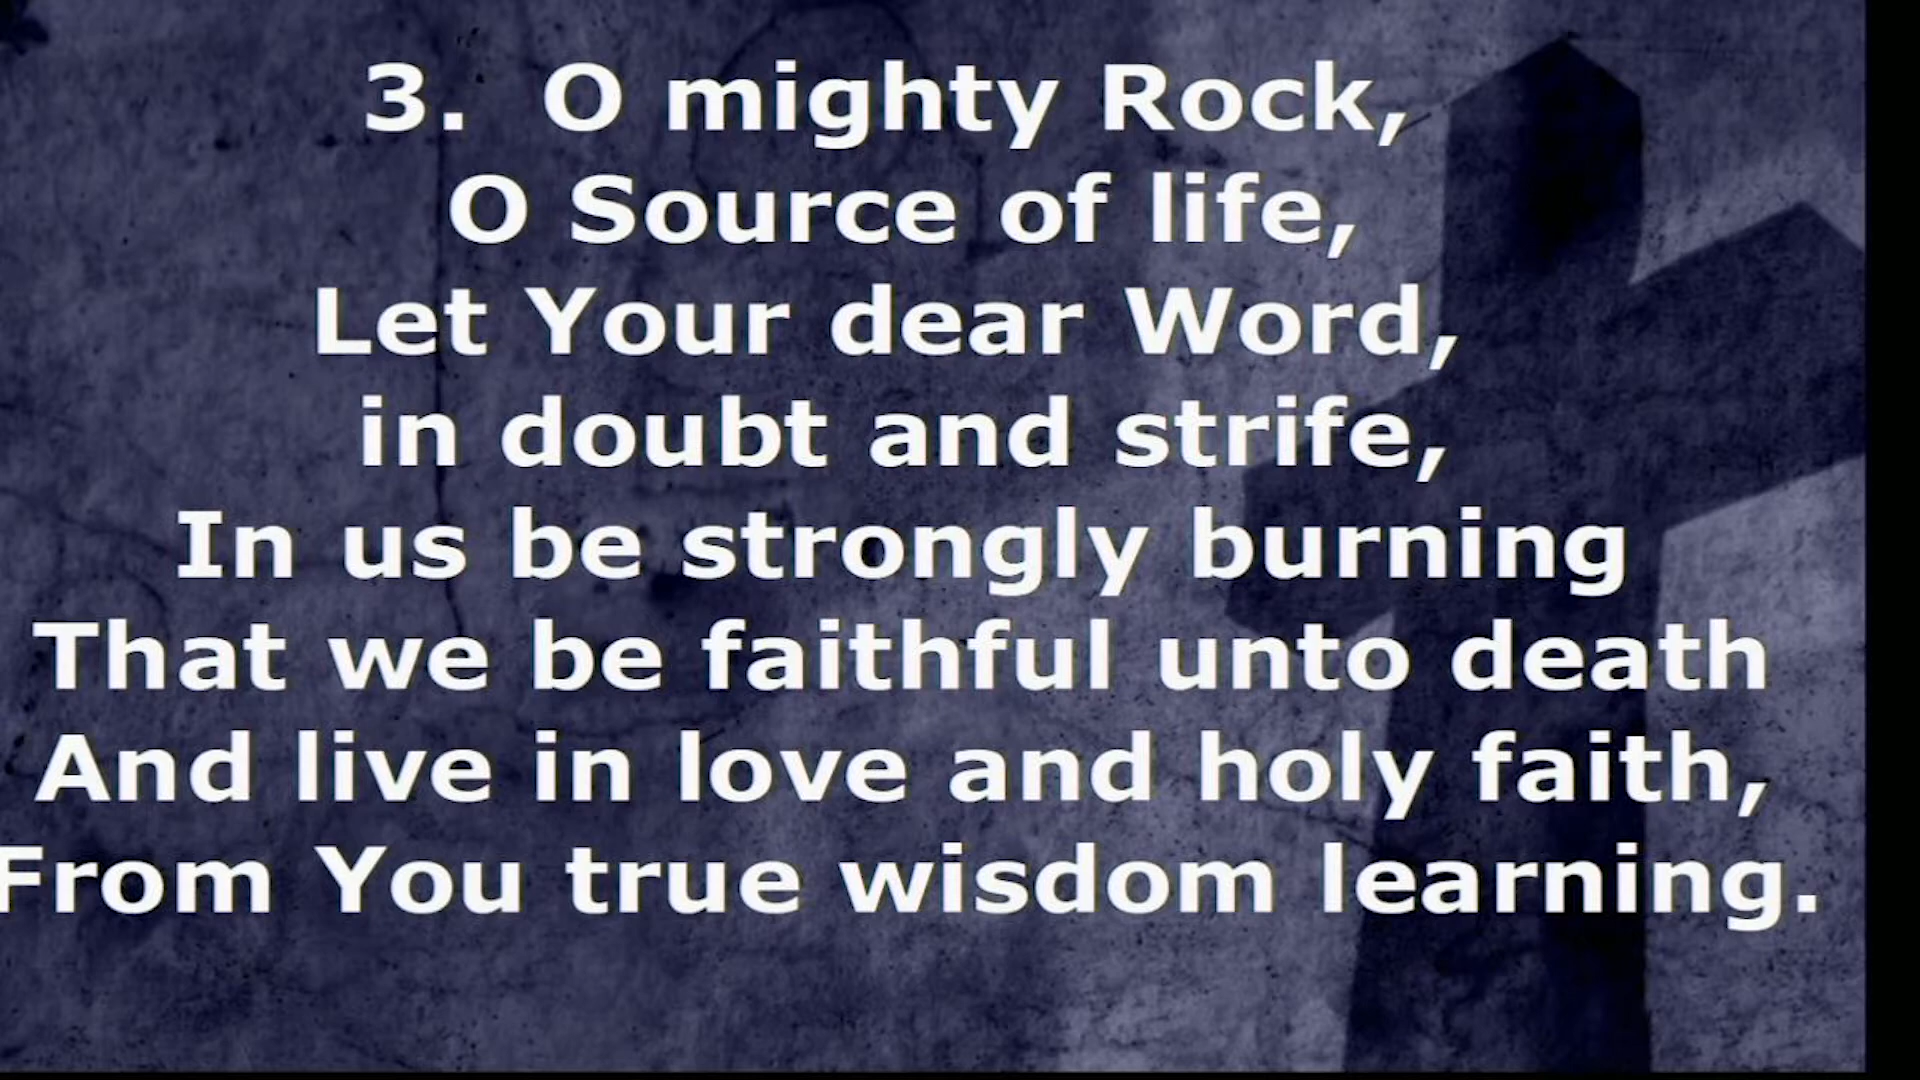 3. O mighty Rock,
O Source of life,
Let Your dear Word,
in doubt and strife,
In us be strongly burning
That we be faithful unto death
And live in love and holy faith,
From You true wisdom learning.